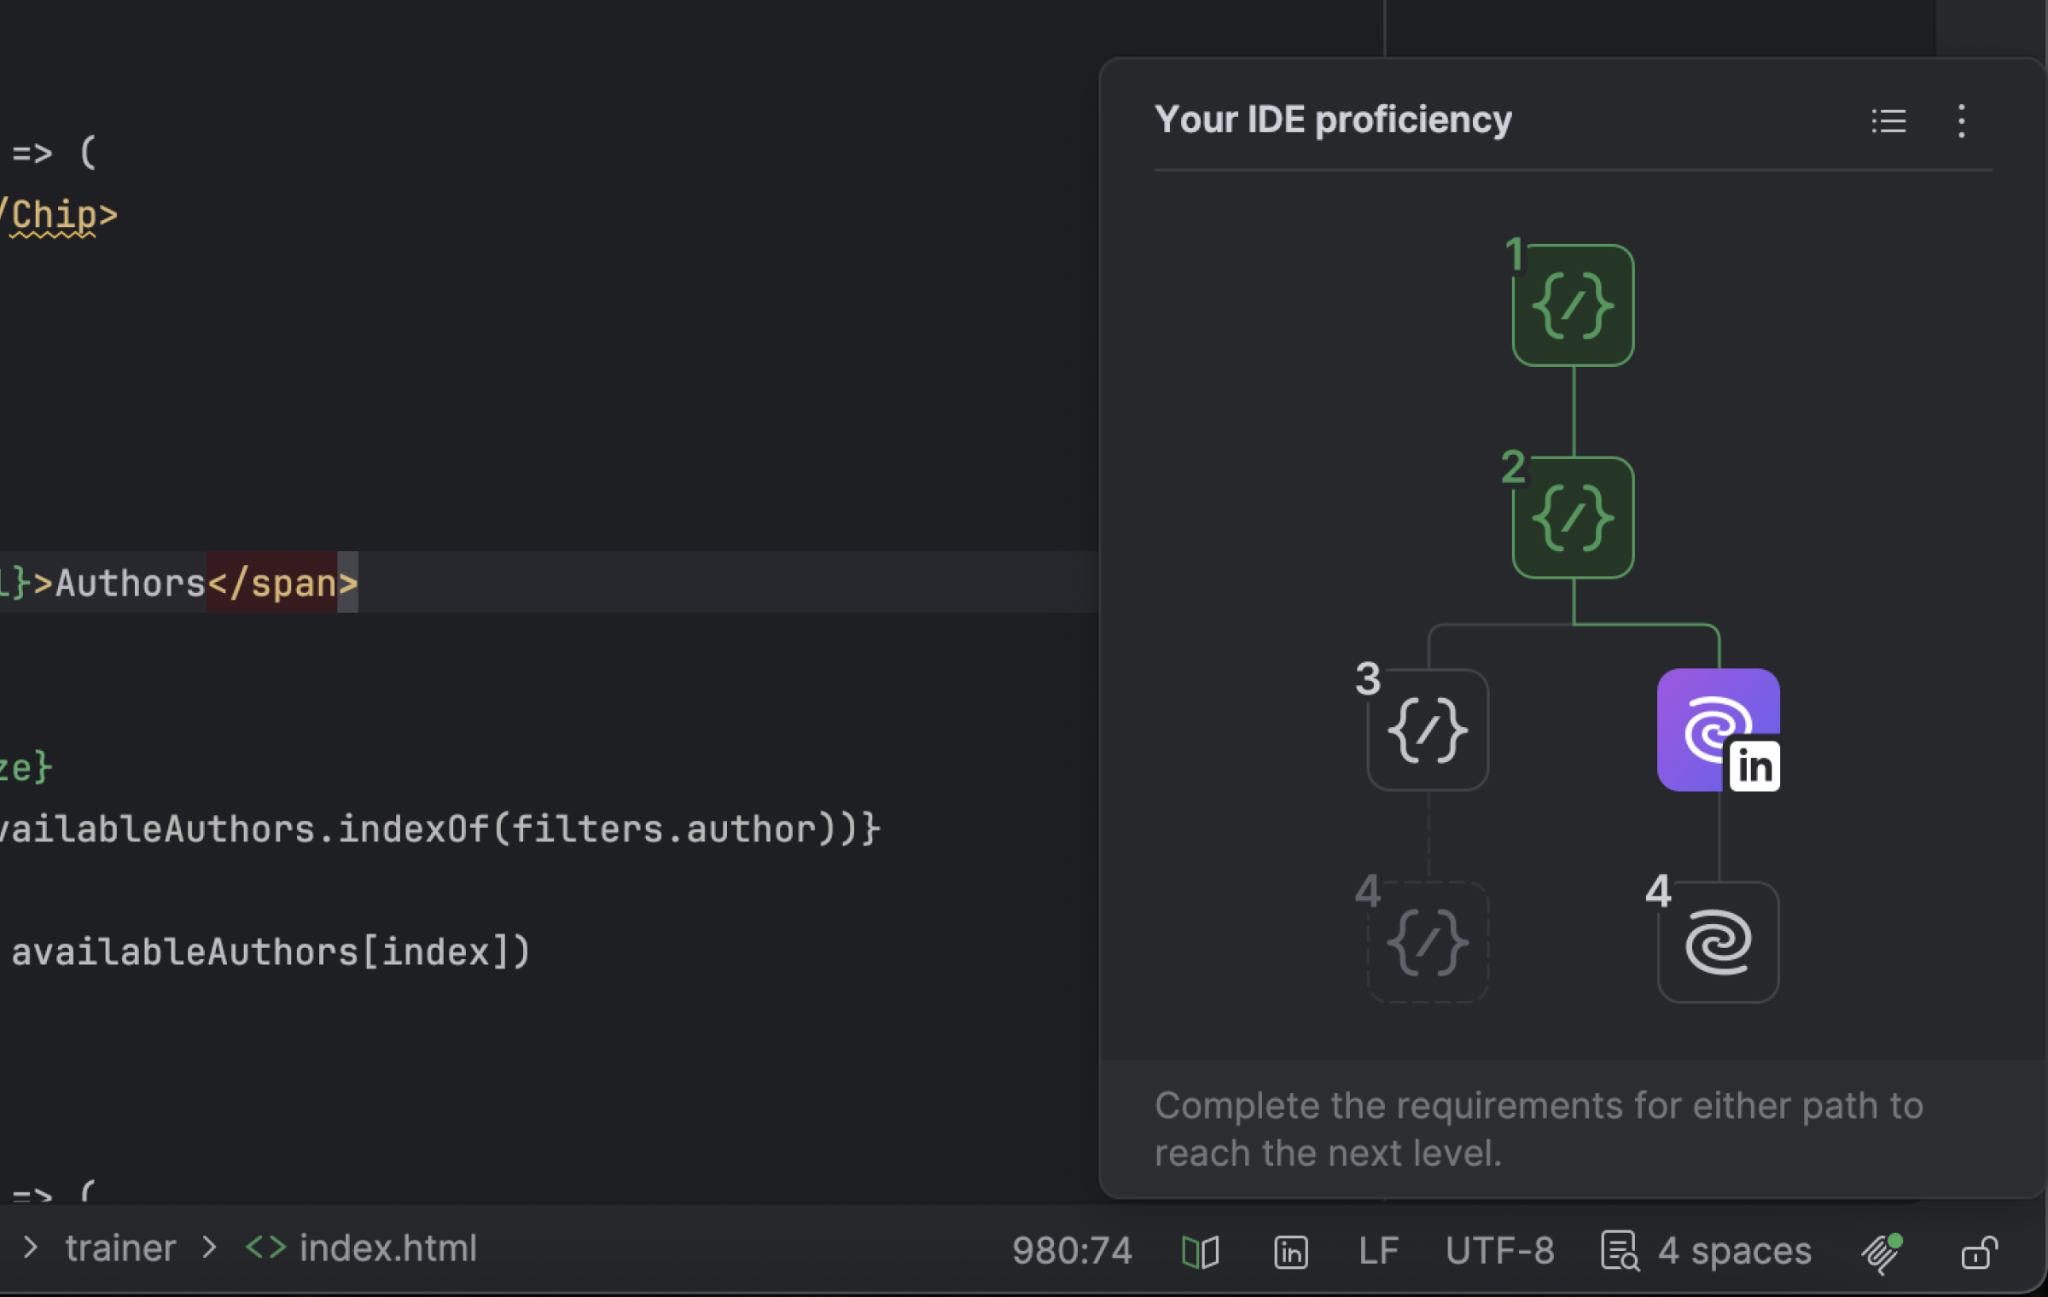 => (
/Chip>
l}>Authors</span>
ze}
vailableAuthors.indexOf(filters.author))}
availableAuthors[index])
=> (
Your IDE proficiency
1
{/}
2
{/}
3
{/}
in
4
{/}
4
Complete the requirements for either path to
reach the next level.
> trainer > <> index.html
980:74 in LF UTF-8 4 spaces